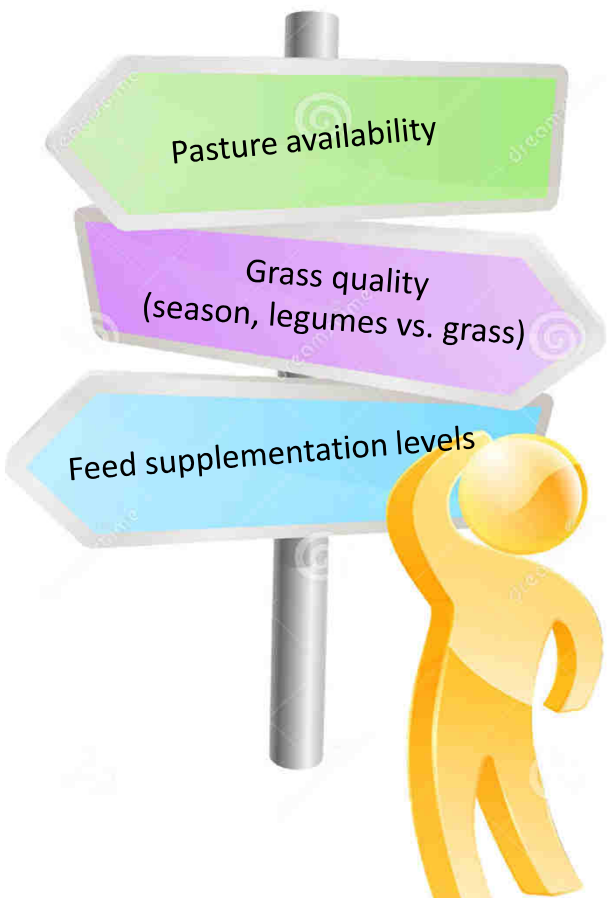 Pasture availability
Grass quality
(season, legumes vs. grass)
Feed supplementation levels